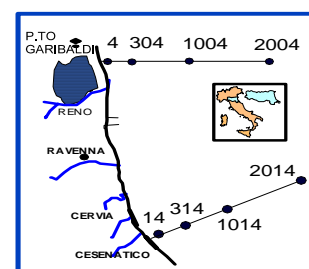 P.TO
GARIBALDI
4 304 1004 2004
RENO
RAVENNA
2014
CERVIA
14 314 1014
CESENATICO